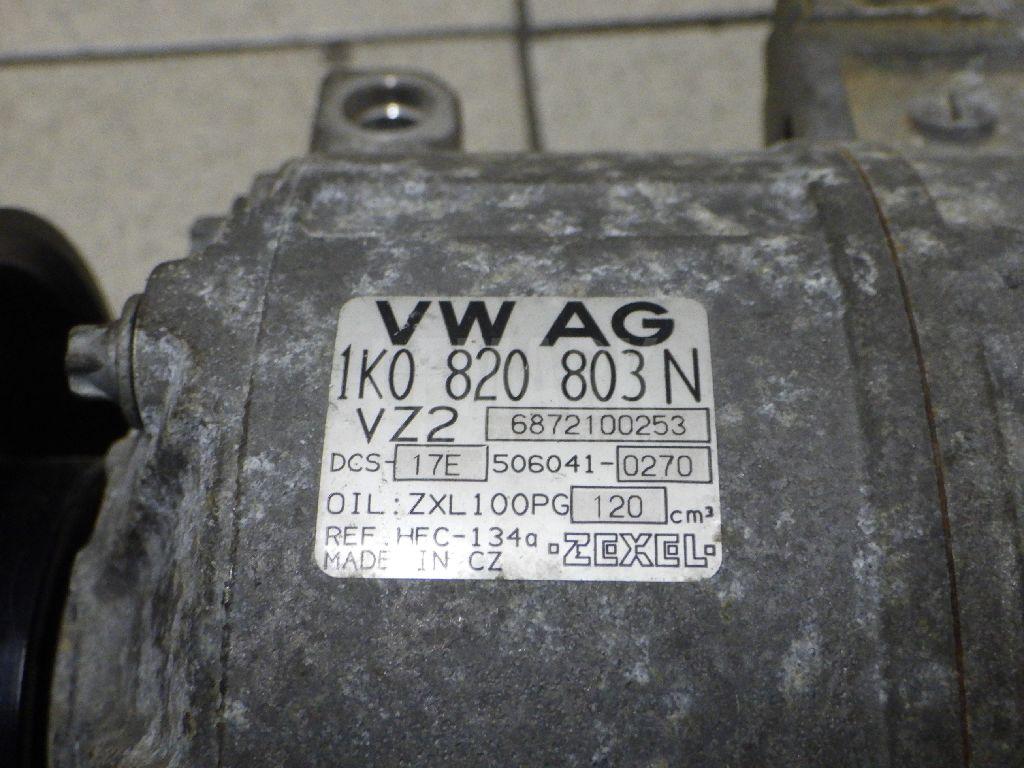 VW AG
1K0 820 803 N
VZ2 6872100253
DCS-17E 506041-0270
OIL:ZXL100PG 120 cm³
REF.HFC-134a
MADE IN CZ ·ZEXEL·